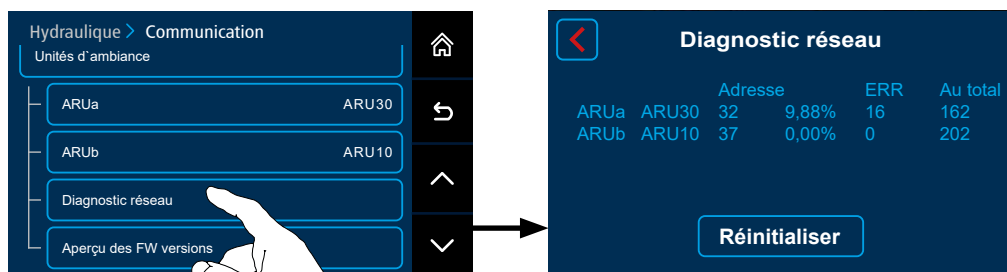 Hydraulique > Communication
Unités d`ambiance
ARUa ARU30
ARUb ARU10
Diagnostic réseau
Aperçu des FW versions
Diagnostic réseau
Adresse ERR Au total
ARUa ARU30 32 9,88% 16 162
ARUb ARU10 37 0,00% 0 202
Réinitialiser